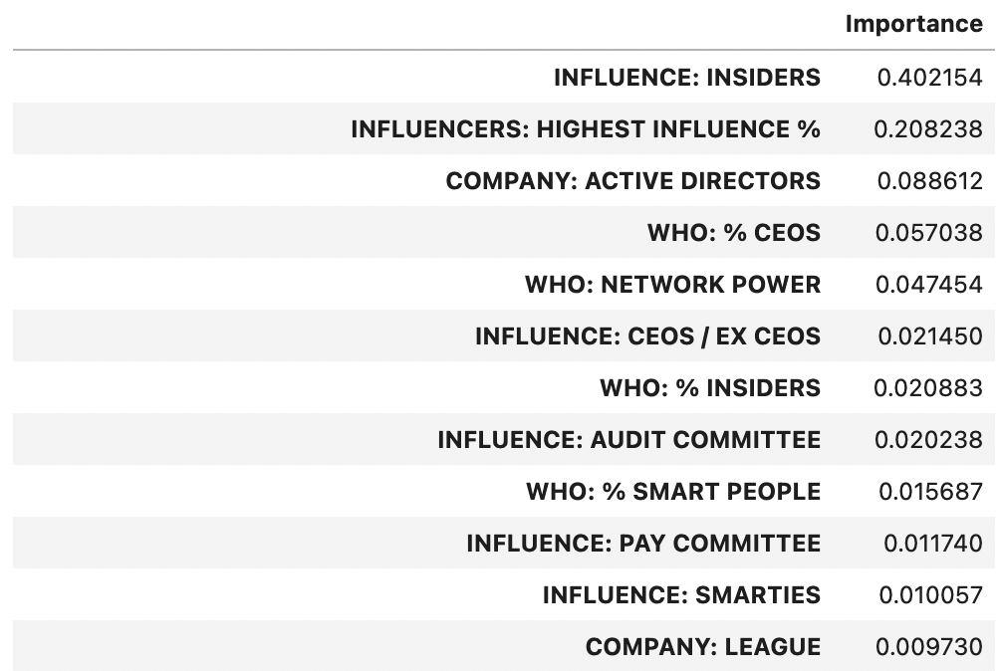 Importance
INFLUENCE: INSIDERS 0.402154
INFLUENCERS: HIGHEST INFLUENCE % 0.208238
COMPANY: ACTIVE DIRECTORS 0.088612
WHO: % CEOS 0.057038
WHO: NETWORK POWER 0.047454
INFLUENCE: CEOS / EX CEOS 0.021450
WHO: % INSIDERS 0.020883
INFLUENCE: AUDIT COMMITTEE 0.020238
WHO: % SMART PEOPLE 0.015687
INFLUENCE: PAY COMMITTEE 0.011740
INFLUENCE: SMARTIES 0.010057
COMPANY: LEAGUE 0.009730